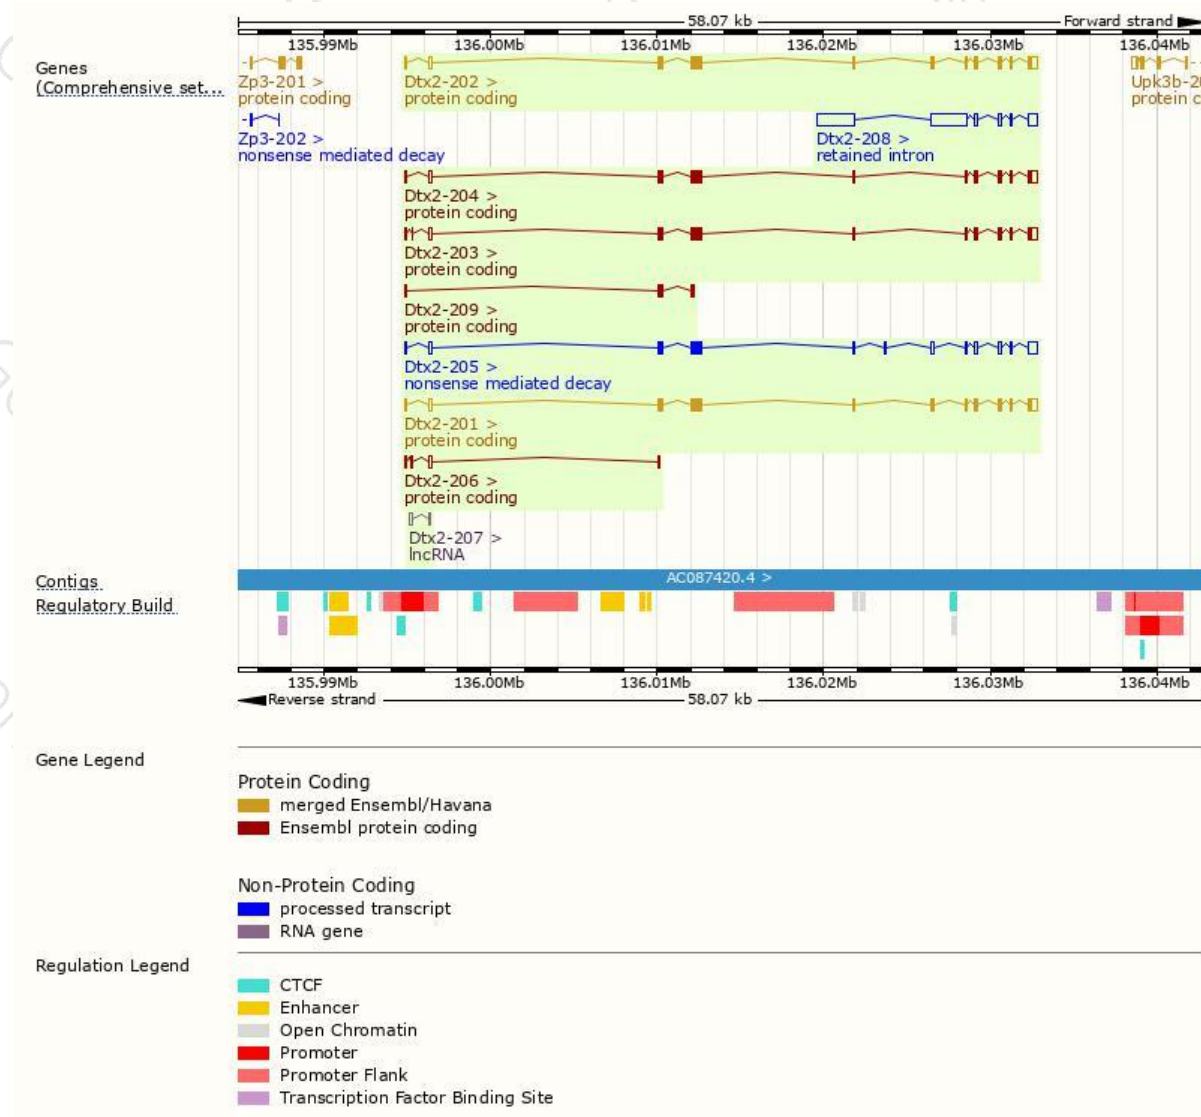 58.07 kb Forward strand
135.99Mb 136.00Mb 136.01Mb 136.02Mb 136.03Mb 136.04Mb
Genes
(Comprehensive set...
Zp3-201 > Dtx2-202 > Upk3b-20
protein coding protein coding protein c
Zp3-202 > Dtx2-208 >
nonsense mediated decay retained intron
Dtx2-204 >
protein coding
Dtx2-203 >
protein coding
Dtx2-209 >
protein coding
Dtx2-205 >
nonsense mediated decay
Dtx2-201 >
protein coding
Dtx2-206 >
protein coding
Dtx2-207 >
lncRNA
Contigs AC087420.4 >
Regulatory Build
135.99Mb 136.00Mb 136.01Mb 136.02Mb 136.03Mb 136.04Mb
Reverse strand 58.07 kb
Gene Legend
Protein Coding
merged Ensembl/Havana
Ensembl protein coding
Non-Protein Coding
processed transcript
RNA gene
Regulation Legend
CTCF
Enhancer
Open Chromatin
Promoter
Promoter Flank
Transcription Factor Binding Site